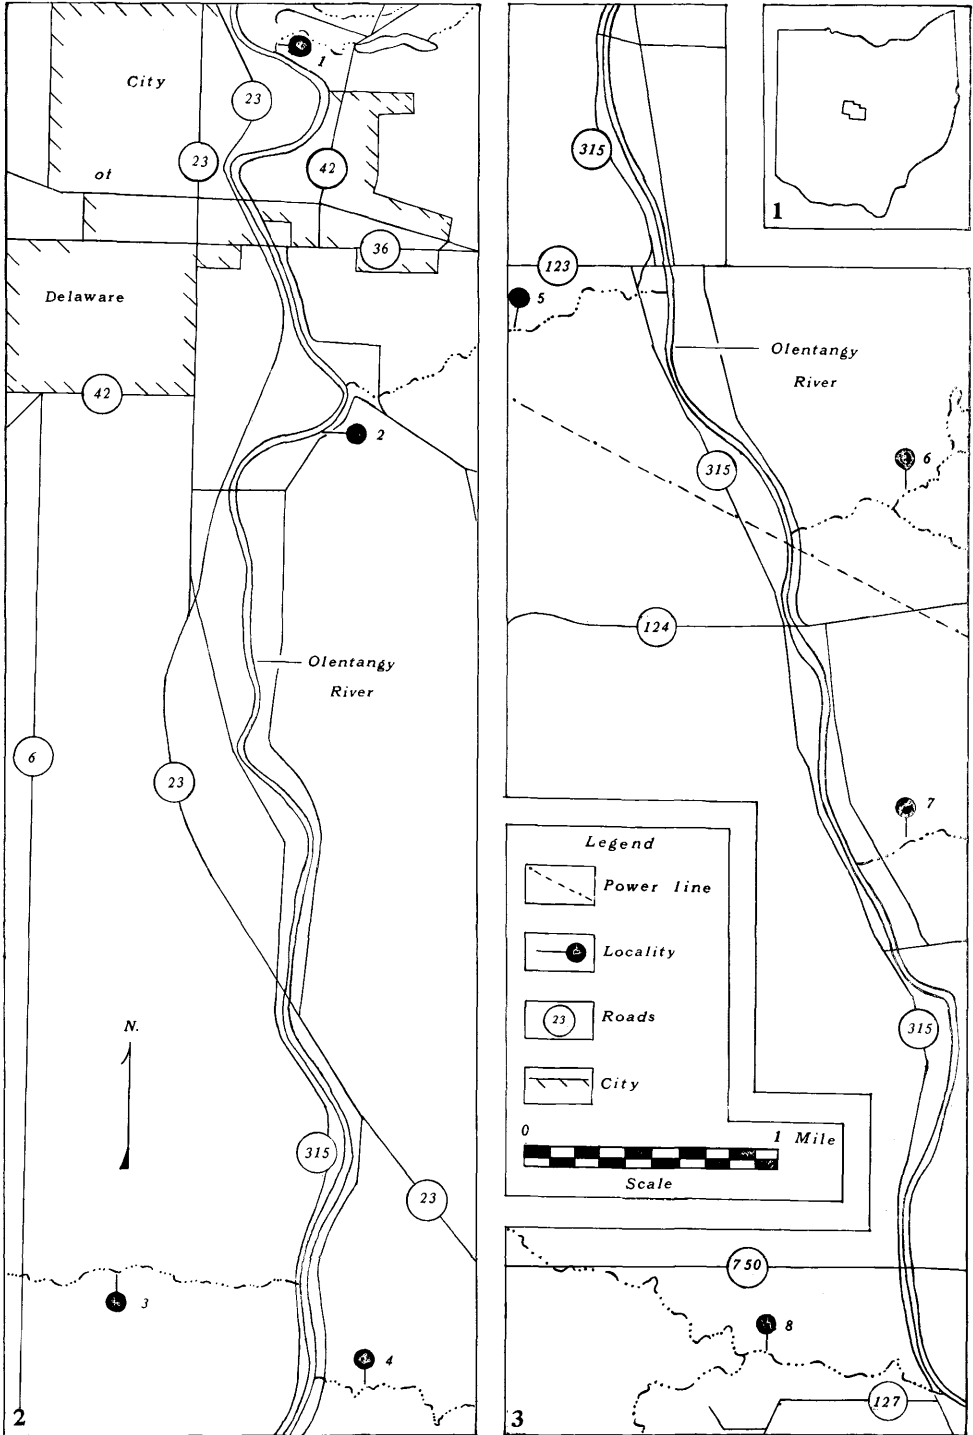 1
23
City
23
42
of
36
Delaware
42
2
Olentangy
River
6
23
N.
315
23
3
4
2
315
1
123
5
Olentangy
River
315
6
124
7
Legend
Power line
Locality
23 Roads
City
315
0 1 Mile
Scale
750
8
127
3